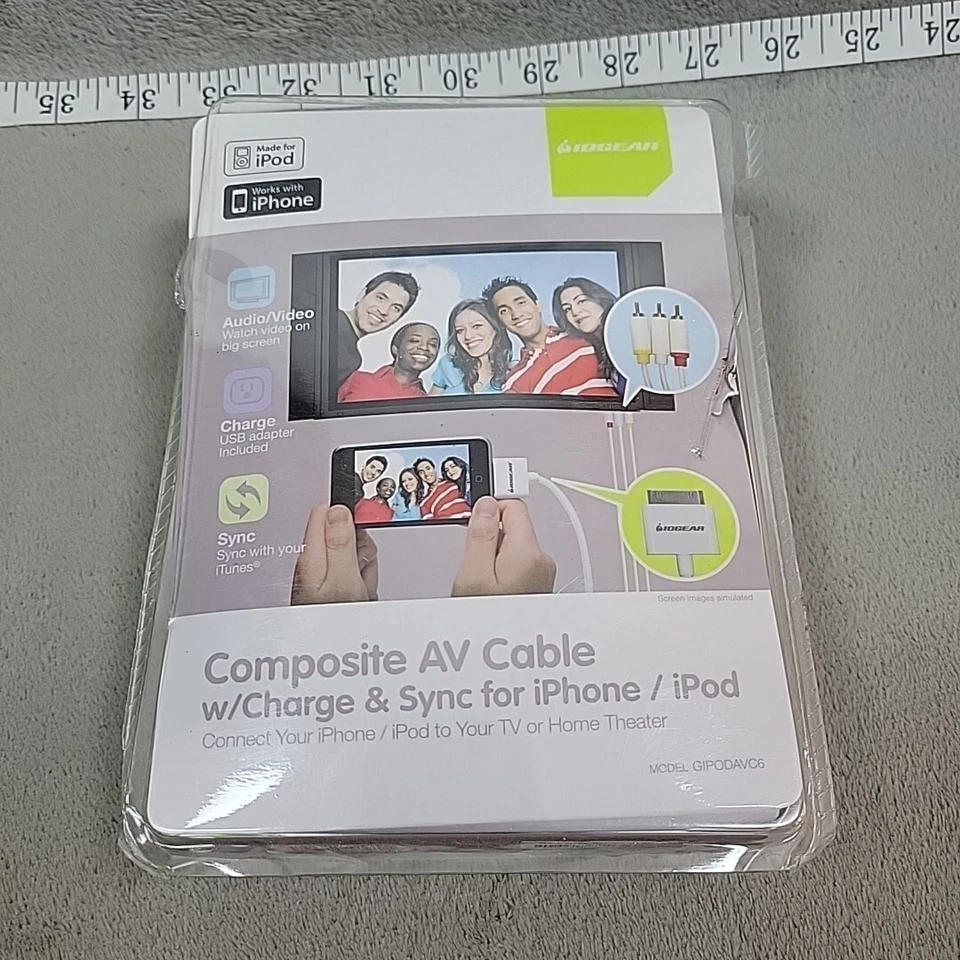 35 34 33 32 31 30 29 28 27 26 25 24
Made for
iPod
Works with
iPhone
IOGEAR
Audio/Video
Watch video on
big screen
Charge
USB adapter
Included
Sync
Sync with your
iTunes®
IOGEAR
IOGEAR
Screen Images simulated
Composite AV Cable
w/Charge & Sync for iPhone / iPod
Connect Your iPhone / iPod to Your TV or Home Theater
MODEL GIPODAVC6